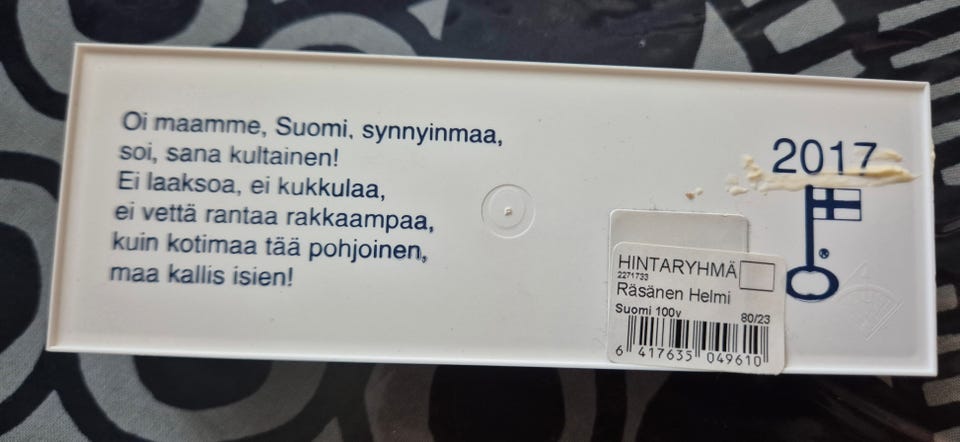 Oi maamme, Suomi, synnyinmaa,
soi, sana kultainen!
Ei laaksoa, ei kukkulaa,
ei vettä rantaa rakkaampaa,
kuin kotimaa tää pohjoinen,
maa kallis isien!
2017
®
HINTARYHMÄ
2271733
Räsänen Helmi
Suomi 100v 80/23
6 417635 049610